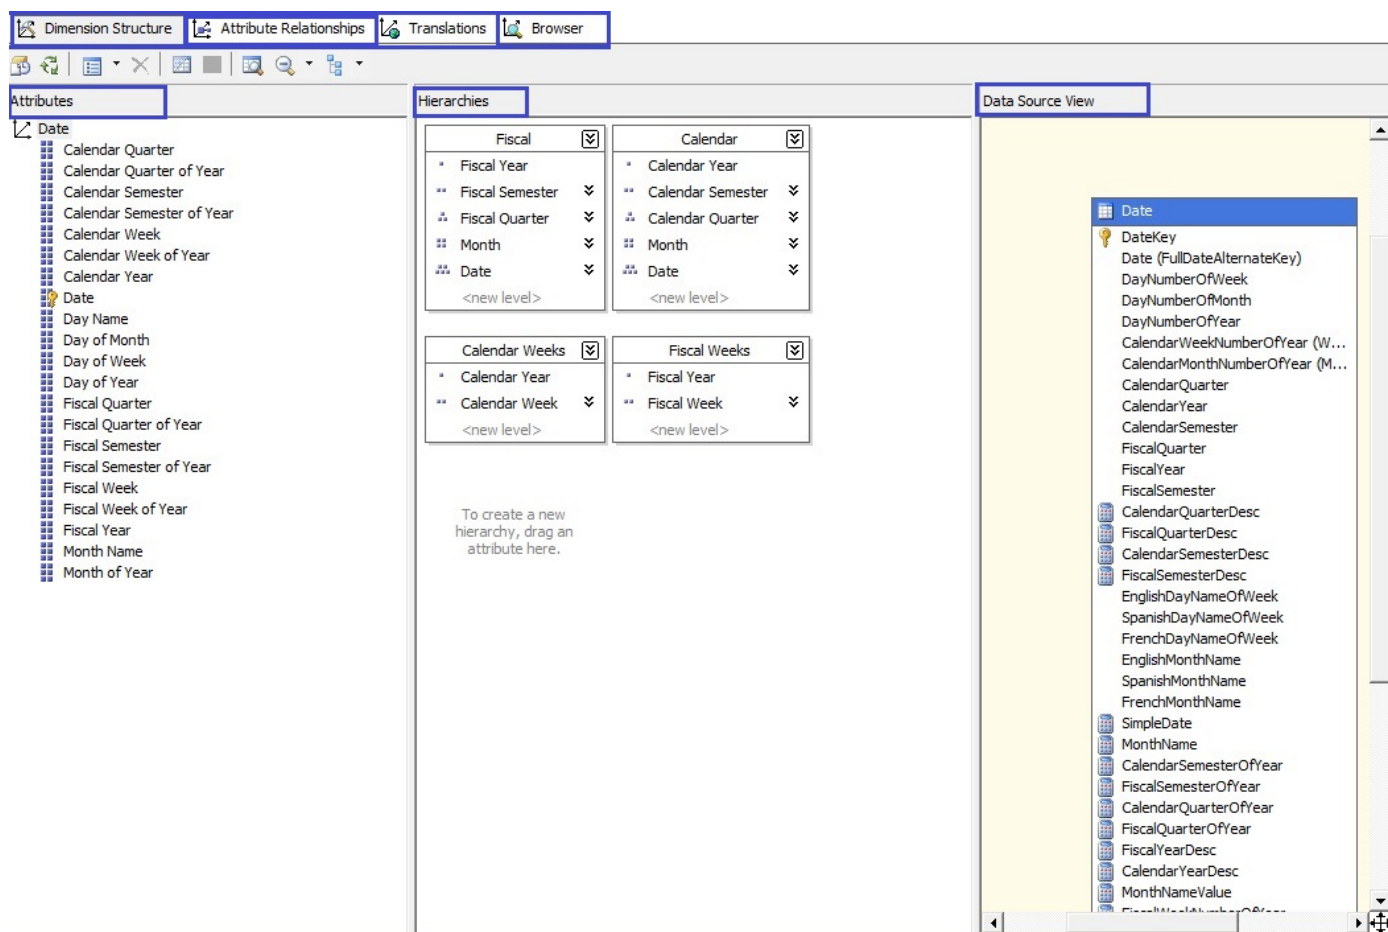 Dimension Structure Attribute Relationships Translations Browser
Attributes
Date
Calendar Quarter
Calendar Quarter of Year
Calendar Semester
Calendar Semester of Year
Calendar Week
Calendar Week of Year
Calendar Year
Date
Day Name
Day of Month
Day of Week
Day of Year
Fiscal Quarter
Fiscal Quarter of Year
Fiscal Semester
Fiscal Semester of Year
Fiscal Week
Fiscal Week of Year
Fiscal Year
Month Name
Month of Year
Hierarchies
Fiscal
Fiscal Year
Fiscal Semester
Fiscal Quarter
Month
Date
<new level>
Calendar
Calendar Year
Calendar Semester
Calendar Quarter
Month
Date
<new level>
Calendar Weeks
Calendar Year
Calendar Week
<new level>
Fiscal Weeks
Fiscal Year
Fiscal Week
<new level>
To create a new
hierarchy, drag an
attribute here.
Data Source View
Date
DateKey
Date (FullDateAlternateKey)
DayNumberOfWeek
DayNumberOfMonth
DayNumberOfYear
CalendarWeekNumberOfYear (W...
CalendarMonthNumberOfYear (M...
CalendarQuarter
CalendarYear
CalendarSemester
FiscalQuarter
FiscalYear
FiscalSemester
CalendarQuarterDesc
FiscalQuarterDesc
CalendarSemesterDesc
FiscalSemesterDesc
EnglishDayNameOfWeek
SpanishDayNameOfWeek
FrenchDayNameOfWeek
EnglishMonthName
SpanishMonthName
FrenchMonthName
SimpleDate
MonthName
CalendarSemesterOfYear
FiscalSemesterOfYear
CalendarQuarterOfYear
FiscalQuarterOfYear
FiscalYearDesc
CalendarYearDesc
MonthNameValue